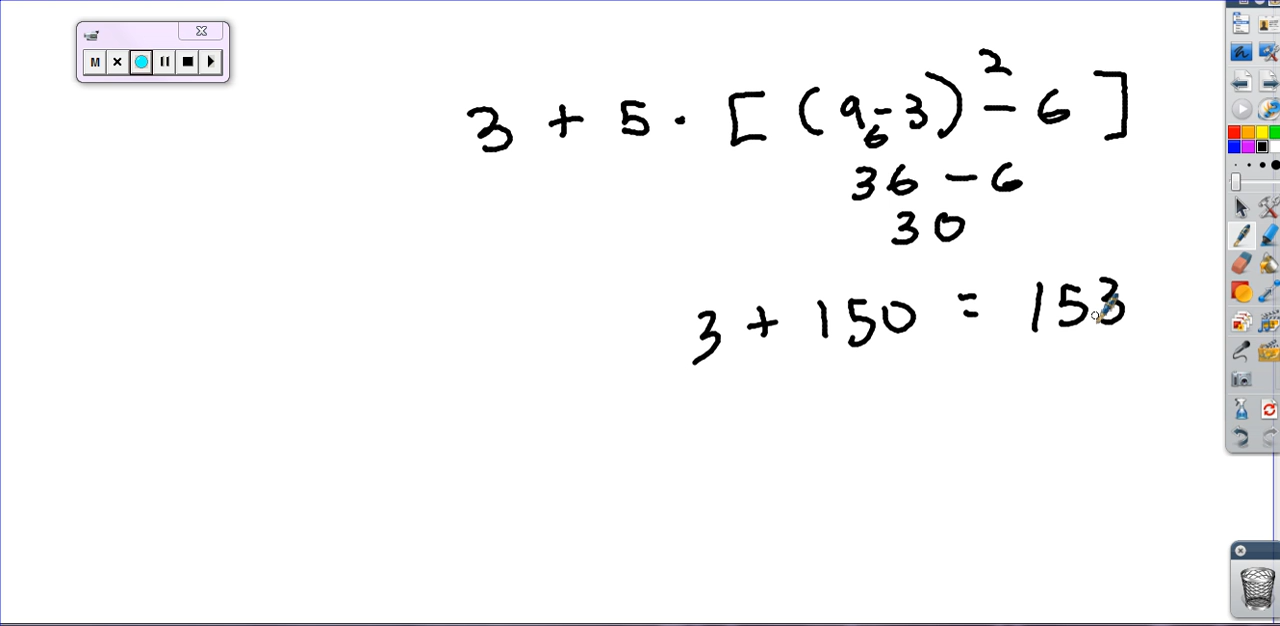 M
3 + 5 · [ ( 9 - 3 )² - 6 ]
6
36 - 6
30
3 + 150 = 153